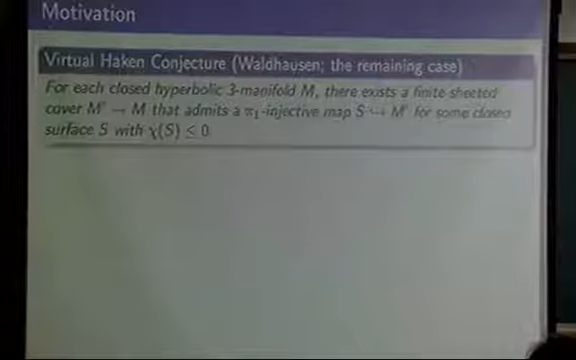 Motivation
Virtual Haken Conjecture (Waldhausen; the remaining case)
For each closed hyperbolic 3-manifold M, there exists a finite sheeted
cover M' → M that admits a π₁-injective map S ↪ M' for some closed
surface S with χ(S) ≤ 0.